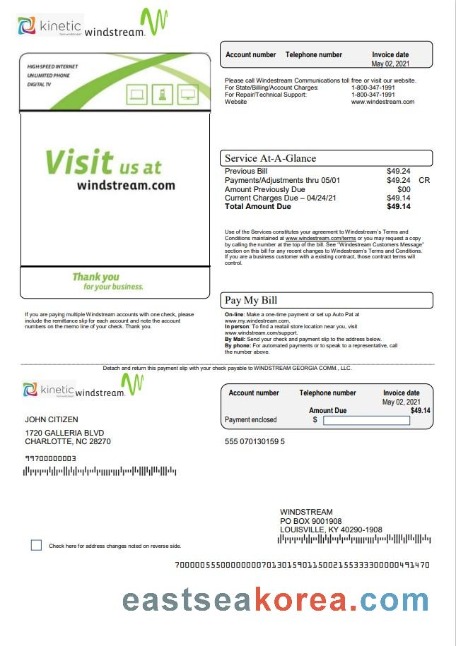 kinetic windstream.
HIGH-SPEED INTERNET
UNLIMITED PHONE
DIGITAL TV
Visit us at
windstream.com
Thank you
for your business.
If you are paying multiple Windstream accounts with one check, please
include the remittance slip for each account and note the account
numbers on the memo line of your check. Thank you.
Account number Telephone number Invoice date
May 02, 2021
Please call Windestream Communications toll free or visit our website.
For State/Billing/Account Charges: 1-800-347-1991
For Repair/Technical Support: 1-800-347-1991
Website www.windestream.com
Service At-A-Glance
Previous Bill $49.24
Payments/Adjustments thru 05/01 $49.24 CR
Amount Previously Due $00
Current Charges Due – 04/24/21 $49.14
Total Amount Due $49.14
Use of the Services constitutes your agreement to Windestream's Terms and
Conditions maintained at www.windestream.com/terms or you may request a copy
by calling the number at the top of the bill. See "Windestream Customers Message"
section on this bill for any recent changes to Windestream's Terms and Conditions.
If you are a business customer with a existing contract, those contract terms will
control.
Pay My Bill
On-line: Make a one-time payment or set up Auto Pat at
www.my.windestream.com.
In person To find a reatail store location near you, visit
www.windestream.com/support.
By Mail: Send your check and payment slip to the address below.
By phone: For automated payments or to speak to a representative, call
the number above.
Detach and return this payment slip with your check payable to WINDSTREAM GEORGIA COMM., LLC.
kinetic windstream.
Account number Telephone number Invoice date
May 02, 2021
Amount Due $49.14
Payment enclosed $
JOHN CITIZEN
1720 GALLERIA BLVD
CHARLOTTE, NC 28270
99700000003
555 070130159 5
WINDSTREAM
PO BOX 9001908
LOUISVILLE, KY 40290-1908
Check here for address changes noted on reverse side.
eastseakorea.com